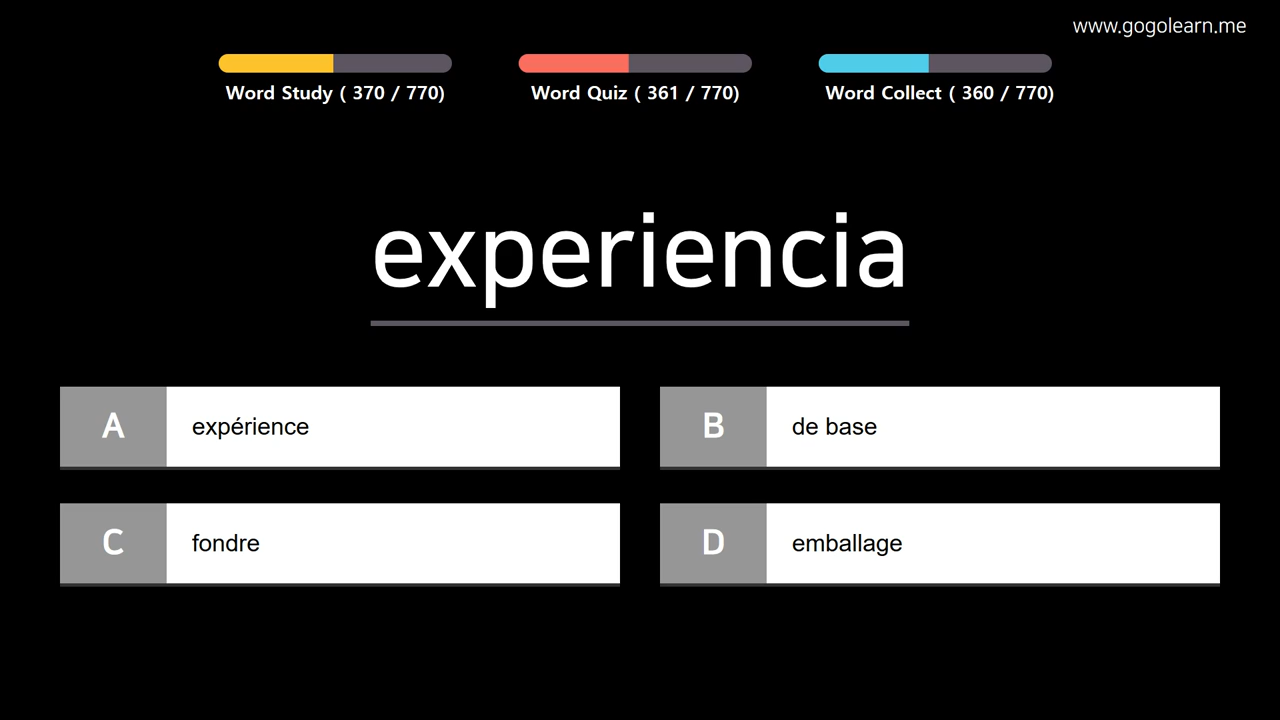 www.gogolearn.me
Word Study ( 370 / 770)
Word Quiz ( 361 / 770)
Word Collect ( 360 / 770)
experiencia
A expérience
B de base
C fondre
D emballage